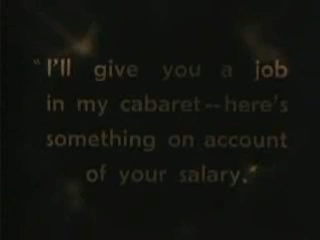 "I'll give you a job
in my cabaret--here's
something on account
of your salary."